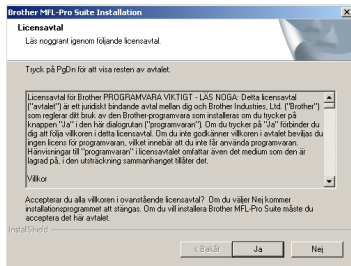 Brother MFL-Pro Suite Installation
Licensavtal
Läs noggrant igenom följande licensavtal.
Tryck på PgDn för att visa resten av avtalet.
Licensavtal för Brother PROGRAMVARA VIKTIGT - LÄS NOGA: Detta licensavtal
("avtalet") är ett juridiskt bindande avtal mellan dig och Brother Industries, Ltd. ("Brother")
som reglerar ditt bruk av den Brother-programvara som installeras om du trycker på
knappen "Ja" i den här dialogrutan ("programvaran"). Om du trycker på "Ja" förbinder du
dig att följa villkoren i detta licensavtal. Om du inte godkänner villkoren i avtalet beviljas du
ingen licens för programvaran, vilket innebär att du inte får använda programvaran.
Hänvisningar till "programvaran" i licensavtalet omfattar även det medium som den är
lagrad på, i den utsträckning sammanhanget tillåter det.
Villkor
Accepterar du alla villkoren i ovanstående licensavtal? Om du väljer Nej kommer
installationsprogrammet att stängas. Om du vill installera Brother MFL-Pro Suite måste du
acceptera det här avtalet.
InstallShield
< Bakåt
Ja
Nej